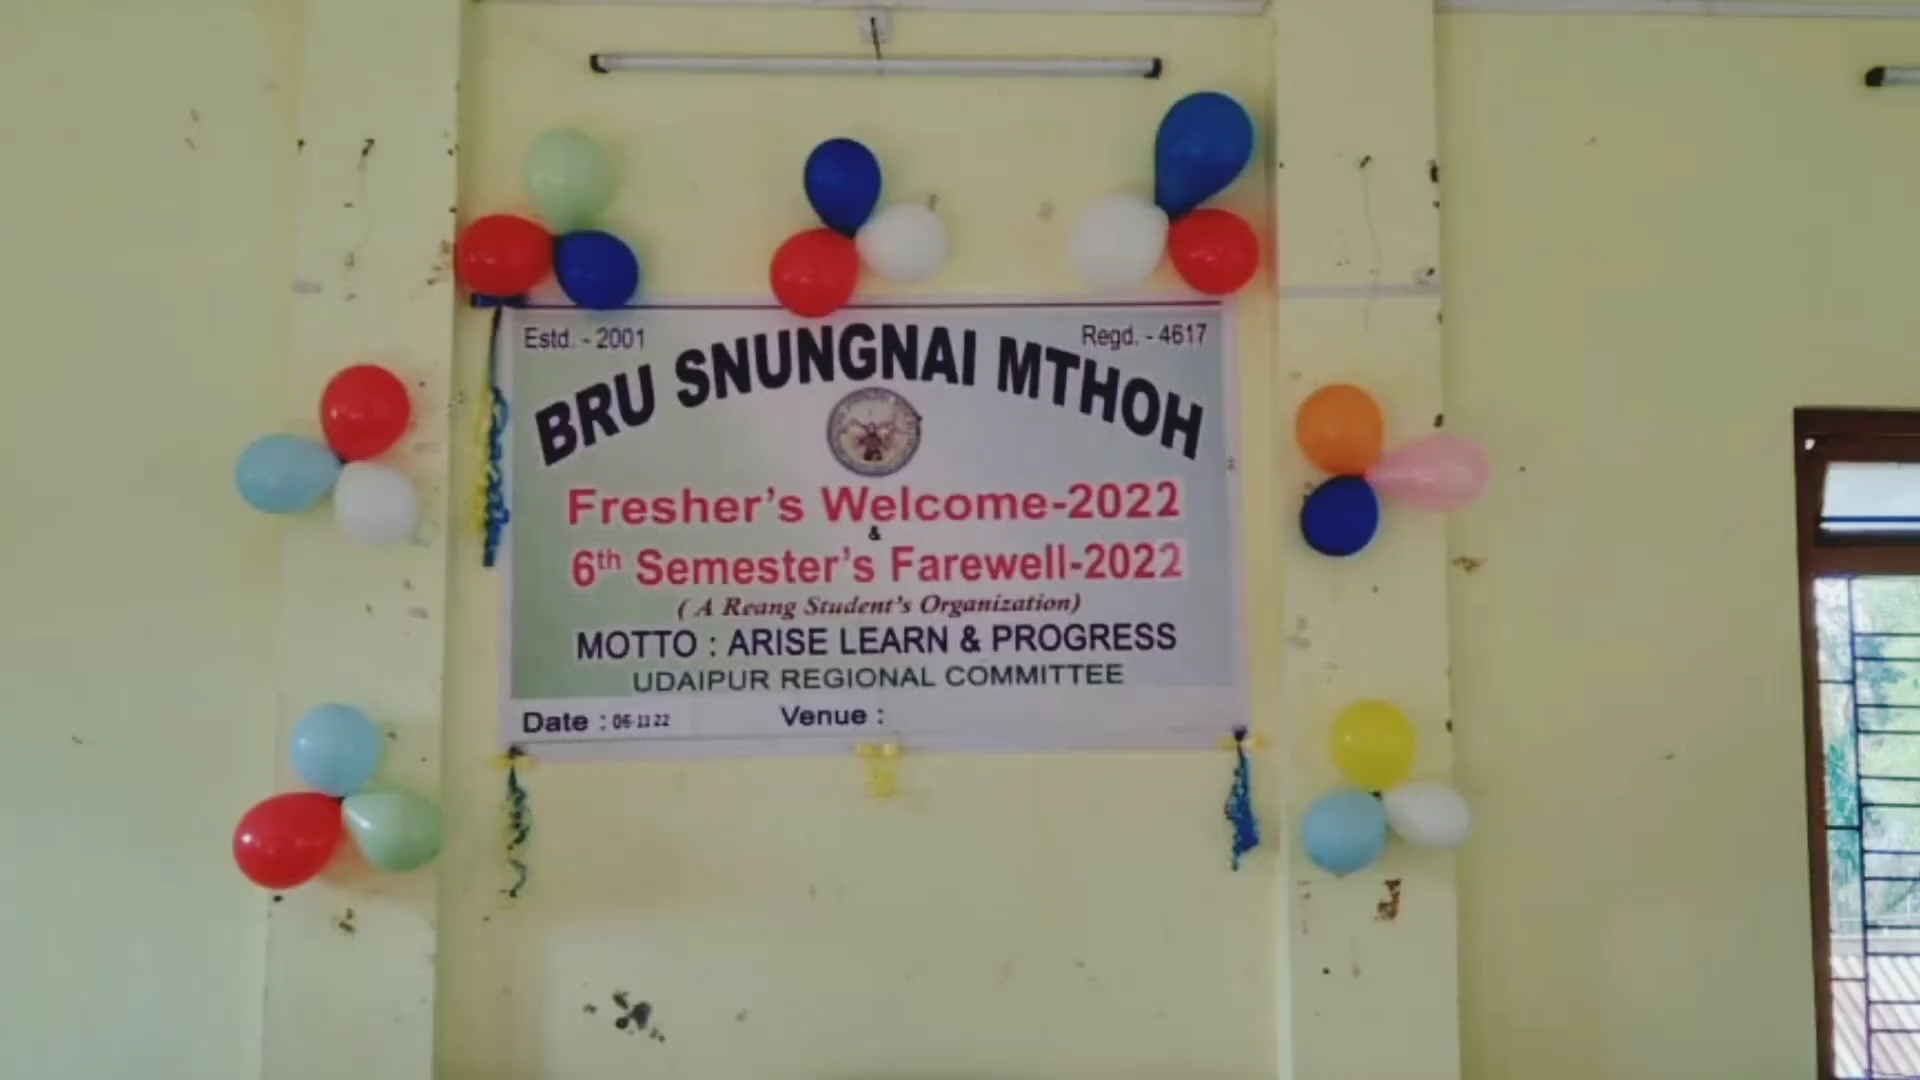 Estd. - 2001
Regd. - 4617
BRU SNUNGNAI MTHOH
Fresher's Welcome-2022
&
6th Semester's Farewell-2022
( A Reang Student's Organization)
MOTTO : ARISE LEARN & PROGRESS
UDAIPUR REGIONAL COMMITTEE
Date : 06-11 22
Venue :